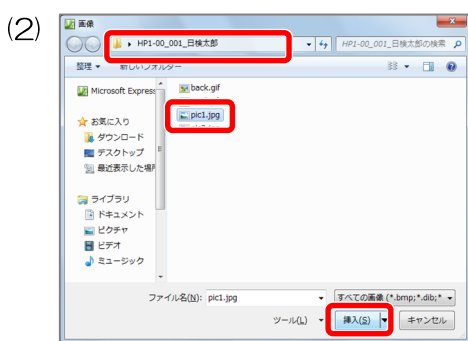 (2)
画像
HP1-00_001_日検太郎
HP1-00_001_日検太郎の検索
整理
新しいフォルダー
Microsoft Express
back.gif
pic1.jpg
お気に入り
ダウンロード
デスクトップ
最近表示した場所
ライブラリ
ドキュメント
ピクチャ
ビデオ
ミュージック
ファイル名(N): pic1.jpg
すべての画像 (*.bmp;*.dib;*
ツール(L)
挿入(S)
キャンセル